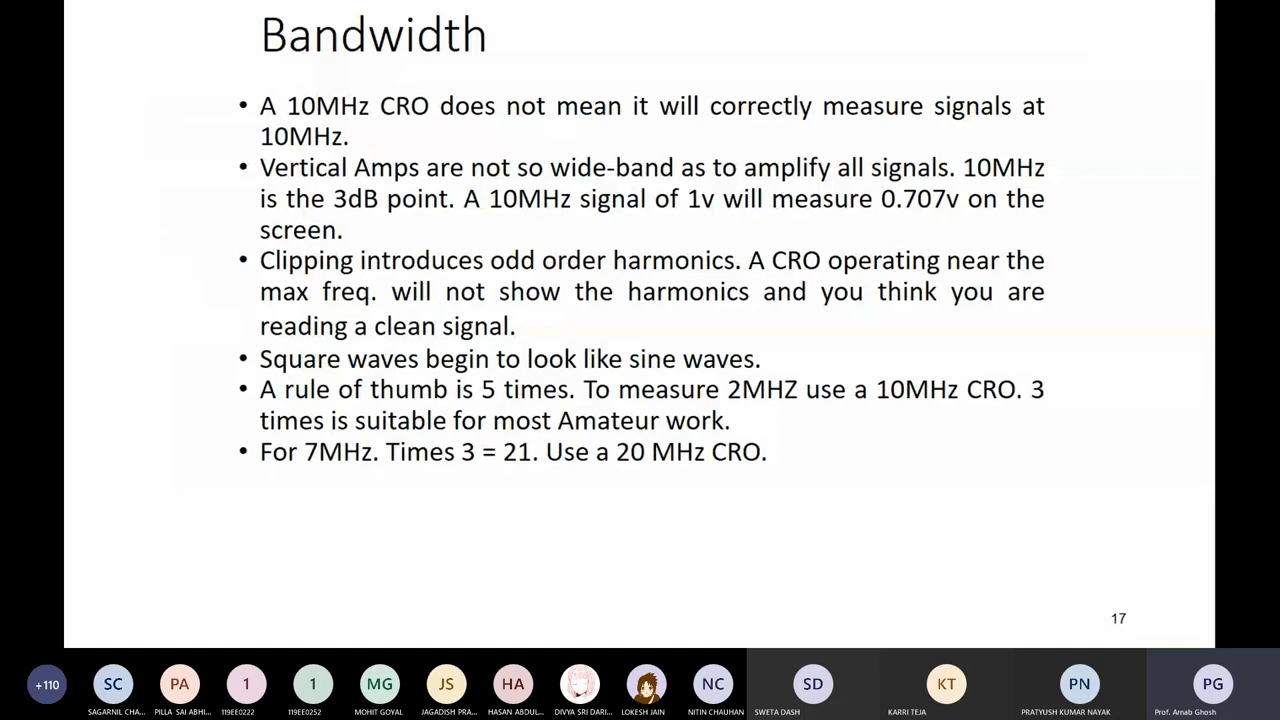 Bandwidth
• A 10MHz CRO does not mean it will correctly measure signals at
10MHz.
• Vertical Amps are not so wide-band as to amplify all signals. 10MHz
is the 3dB point. A 10MHz signal of 1v will measure 0.707v on the
screen.
• Clipping introduces odd order harmonics. A CRO operating near the
max freq. will not show the harmonics and you think you are
reading a clean signal.
• Square waves begin to look like sine waves.
• A rule of thumb is 5 times. To measure 2MHZ use a 10MHz CRO. 3
times is suitable for most Amateur work.
• For 7MHz. Times 3 = 21. Use a 20 MHz CRO.
17
+110 SC PA 1 1 MG JS HA NC SD KT PN PG
SAGARNIL CHA... PILLA SAI ABHI... 119EE0222 119EE0252 MOHIT GOYAL JAGADISH PRA... HASAN ABDUL... DIVYA SRI DARI... LOKESH JAIN NITIN CHAUHAN SWETA DASH KARRI TEJA PRATYUSH KUMAR NAYAK Prof. Arnab Ghosh